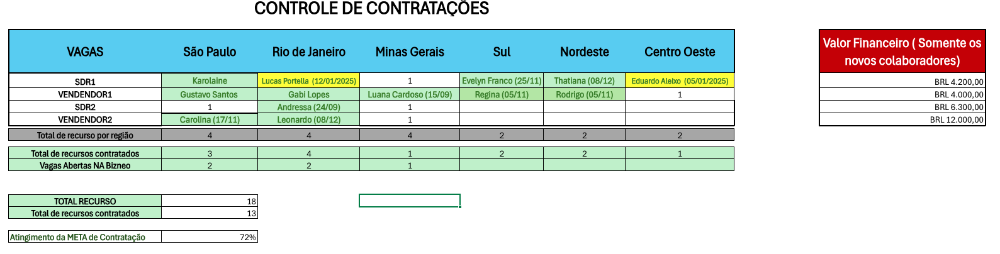 CONTROLE DE CONTRATAÇÕES
VAGAS São Paulo Rio de Janeiro Minas Gerais Sul Nordeste Centro Oeste
Valor Financeiro ( Somente os
novos colaboradores)
SDR1 Karolaine Lucas Portella (12/01/2025) 1 Evelyn Franco (25/11) Thatiana (08/12) Eduardo Aleixo (05/01/2025) BRL 4.200,00
VENDENDOR1 Gustavo Santos Gabi Lopes Luana Cardoso (15/09) Regina (05/11) Rodrigo (05/11) 1 BRL 4.000,00
SDR2 1 Andressa (24/09) 1 BRL 6.300,00
VENDENDOR2 Carolina (17/11) Leonardo (08/12) 1 BRL 12.000,00
Total de recurso por região 4 4 4 2 2 2
Total de recursos contratados 3 4 1 2 2 1
Vagas Abertas NA Bizneo 2 2 1
TOTAL RECURSO 18
Total de recursos contratados 13
Atingimento da META de Contratação 72%